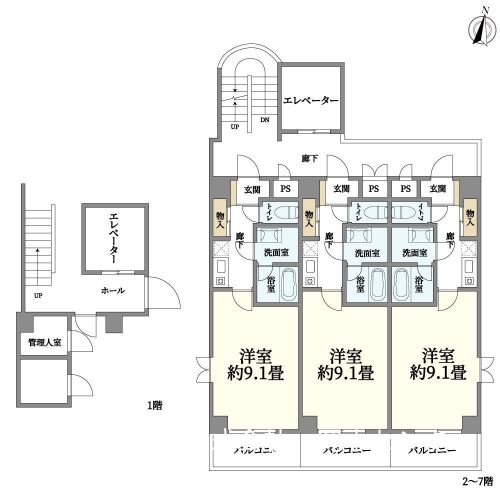 N
エレベーター
UP
DN
廊下
玄関
PS
玄関
PS
PS
玄関
物入
トイレ
物入
トイレ
トイレ
物入
廊下
洗面室
廊下
洗面室
洗面室
廊下
浴室
浴室
浴室
洋室
約9.1畳
洋室
約9.1畳
洋室
約9.1畳
バルコニー
バルコニー
バルコニー
2～7階
エレベーター
UP
ホール
管理人室
1階